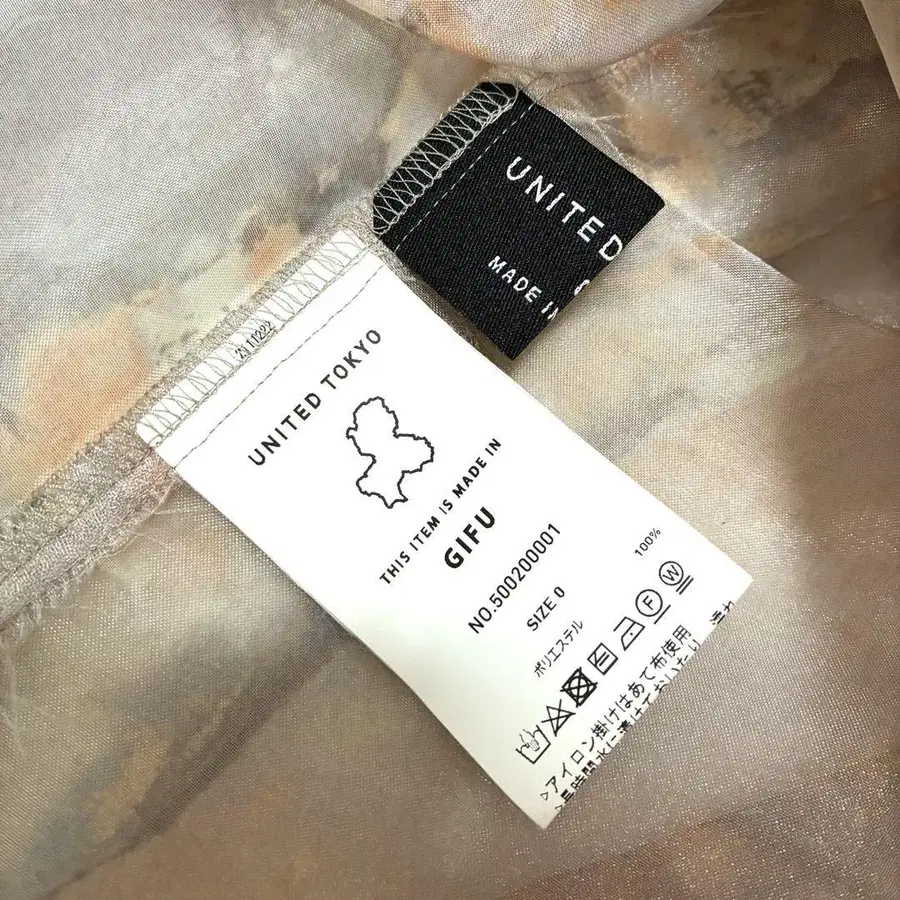 UNITED
MADE IN
2111222
UNITED TOKYO
THIS ITEM IS MADE IN
GIFU
NO.500200001
SIZE 0
ポリエステル 100%
F W
▷アイロン掛けはあて布使用